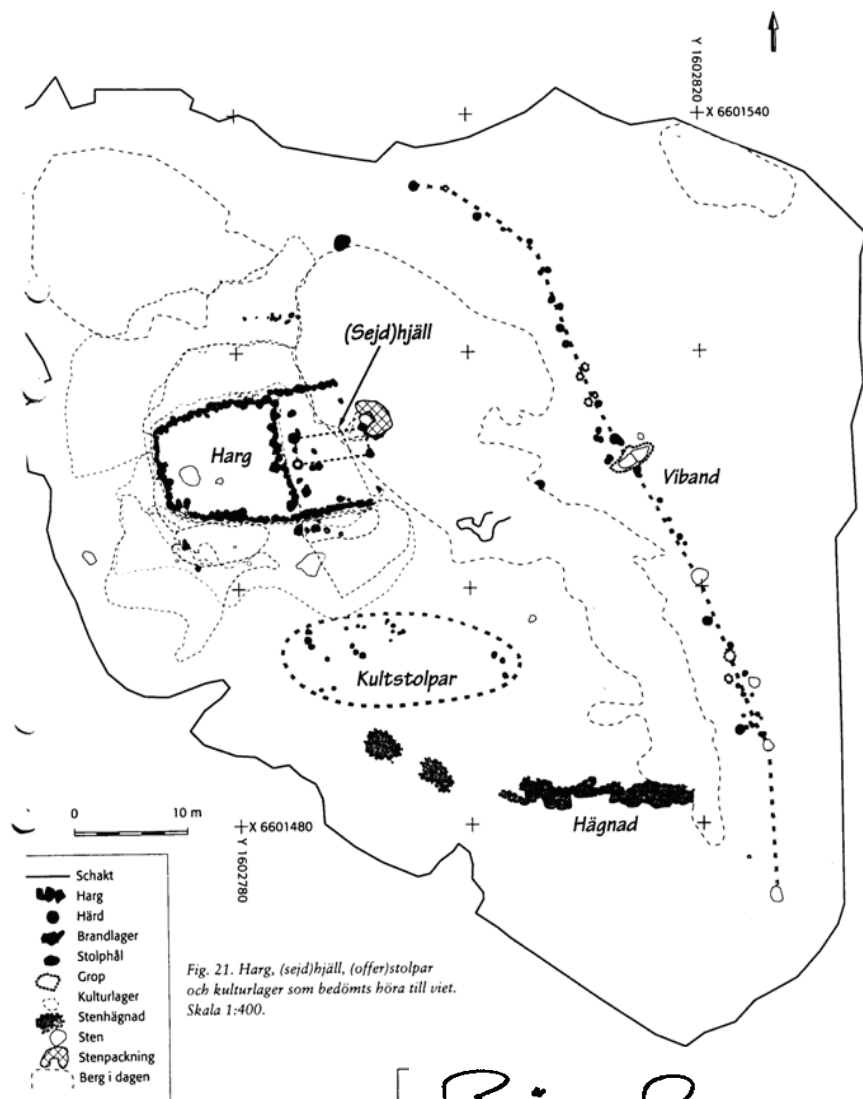 Y 1602820
X 6601540
(Sejd)hjäll
Harg
Viband
Kultstolpar
Hägnad
0 10 m
X 6601480
Y 1602780
Schakt
Harg
Härd
Brandlager
Stolphål
Grop
Kulturlager
Stenhägnad
Sten
Stenpackning
Berg i dagen
Fig. 21. Harg, (sejd)hjäll, (offer)stolpar
och kulturlager som bedömts höra till viet.
Skala 1:400.